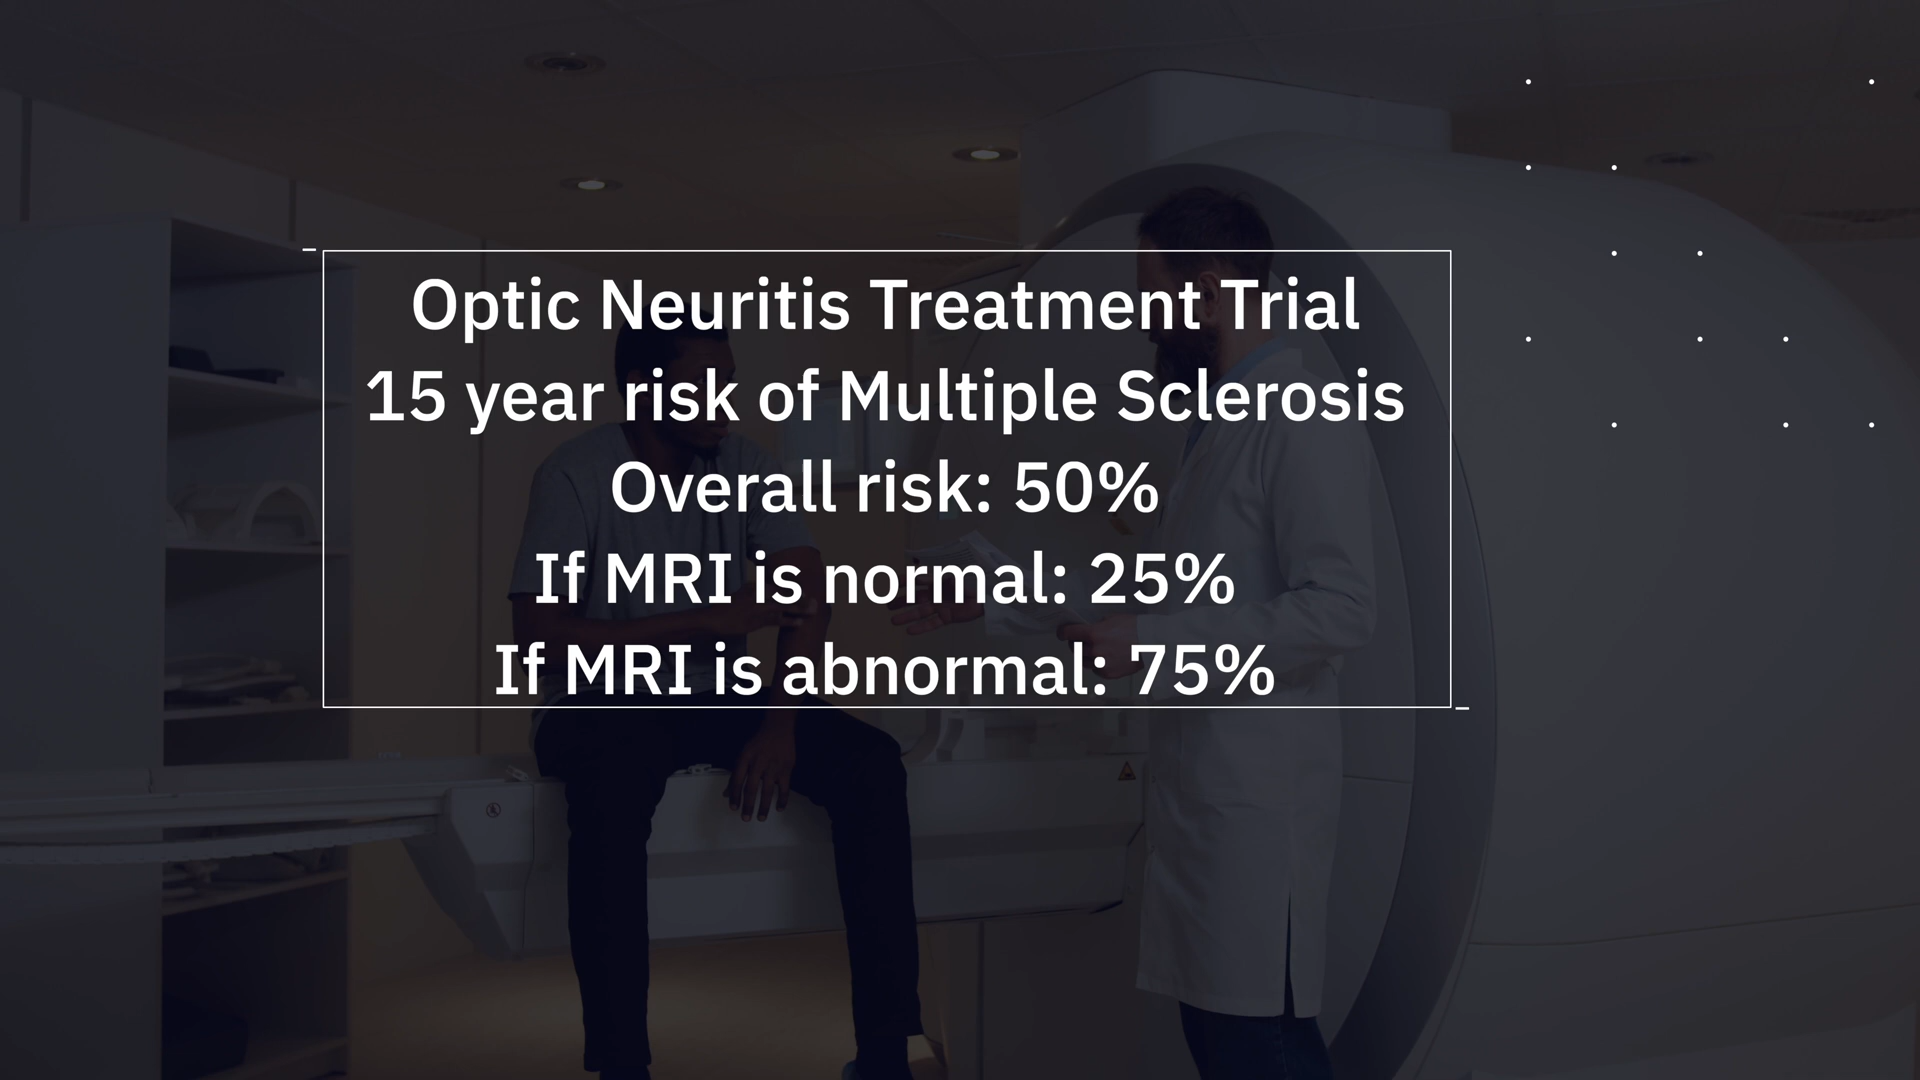 Optic Neuritis Treatment Trial
15 year risk of Multiple Sclerosis
Overall risk: 50%
If MRI is normal: 25%
If MRI is abnormal: 75%